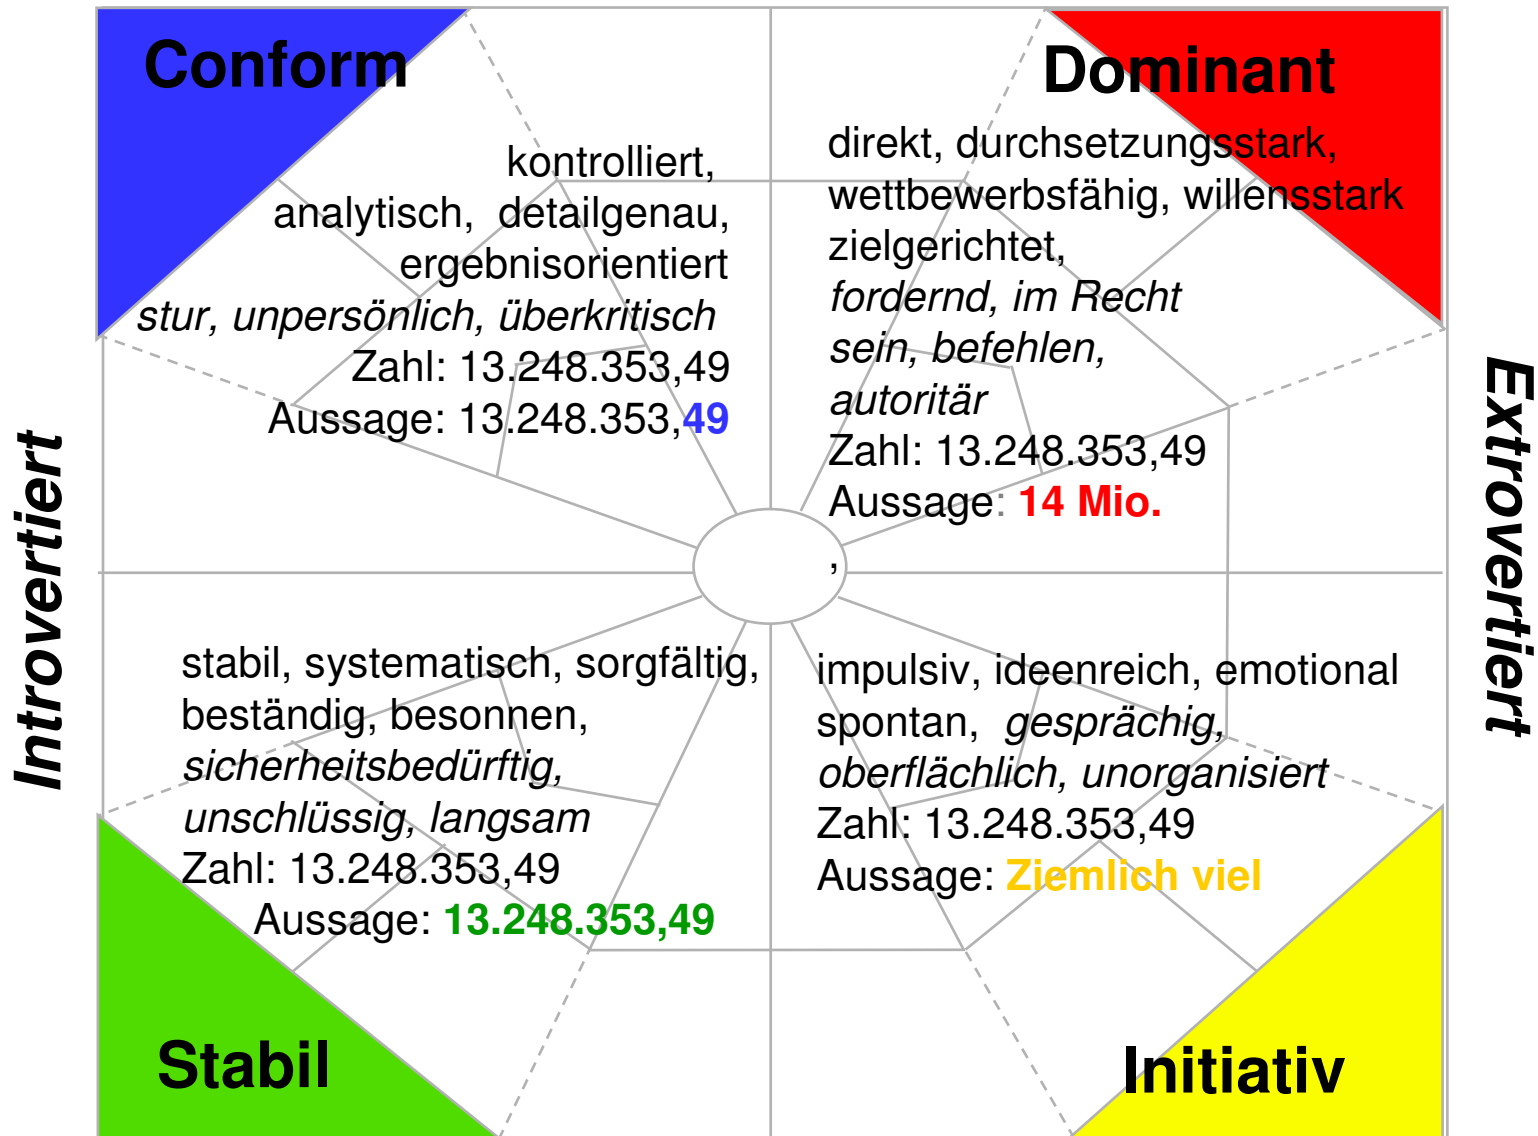 Conform
kontrolliert,
analytisch, detailgenau,
ergebnisorientiert
stur, unpersönlich, überkritisch
Zahl: 13.248.353,49
Aussage: 13.248.353,49
Dominant
direkt, durchsetzungsstark,
wettbewerbsfähig, willensstark
zielgerichtet,
fordernd, im Recht
sein, befehlen,
autoritär
Zahl: 13.248.353,49
Aussage: 14 Mio.
,
Introvertiert
Extrovertiert
stabil, systematisch, sorgfältig,
beständig, besonnen,
sicherheitsbedürftig,
unschlüssig, langsam
Zahl: 13.248.353,49
Aussage: 13.248.353,49
Stabil
impulsiv, ideenreich, emotional
spontan, gesprächig,
oberflächlich, unorganisiert
Zahl: 13.248.353,49
Aussage: Ziemlich viel
Initiativ